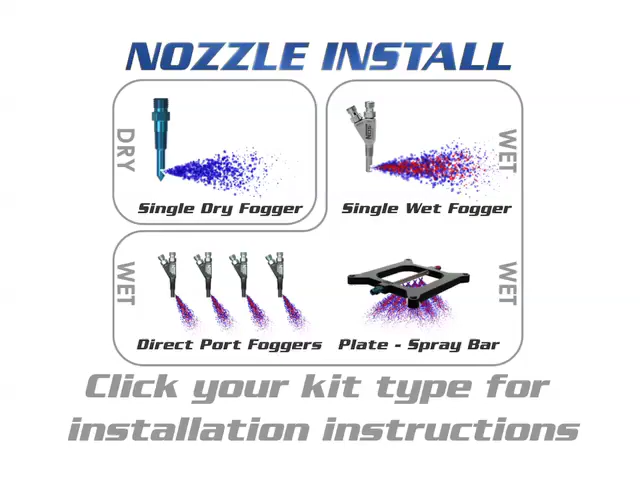 NOZZLE INSTALL
DRY
Single Dry Fogger
WET
Single Wet Fogger
WET
Direct Port Foggers
WET
Plate - Spray Bar
Click your kit type for
installation instructions